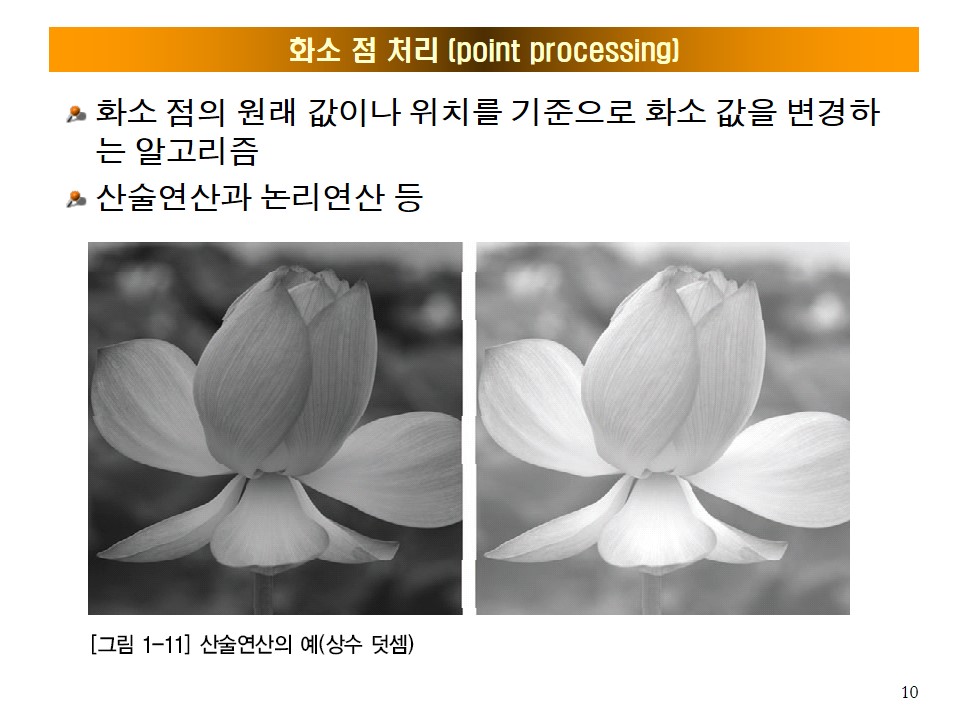 화소 점 처리 (point processing)
화소 점의 원래 값이나 위치를 기준으로 화소 값을 변경하
는 알고리즘
산술연산과 논리연산 등
[그림 1-11] 산술연산의 예(상수 덧셈)
10